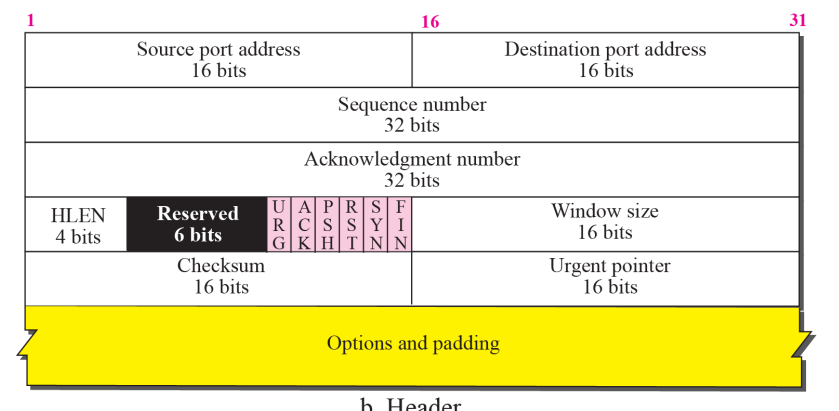 1 16 31
Source port address Destination port address
16 bits 16 bits
Sequence number
32 bits
Acknowledgment number
32 bits
HLEN Reserved URG ACK PSH RST SYN FIN Window size
4 bits 6 bits 16 bits
Checksum Urgent pointer
16 bits 16 bits
Options and padding
b. Header